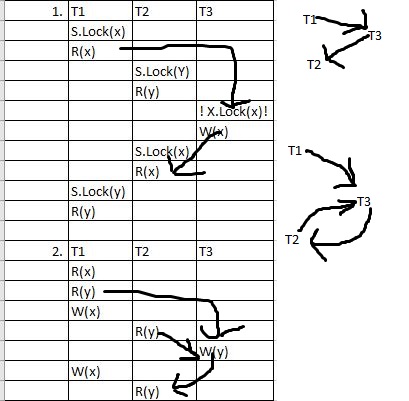 1. T1 T2 T3
S.Lock(x)
R(x)
S.Lock(Y)
R(y)
! X.Lock(x)!
W(x)
S.Lock(x)
R(x)
S.Lock(y)
R(y)
2. T1 T2 T3
R(x)
R(y)
W(x)
R(y)
W(y)
W(x)
R(y)
T1
T3
T2
T1
T3
T2